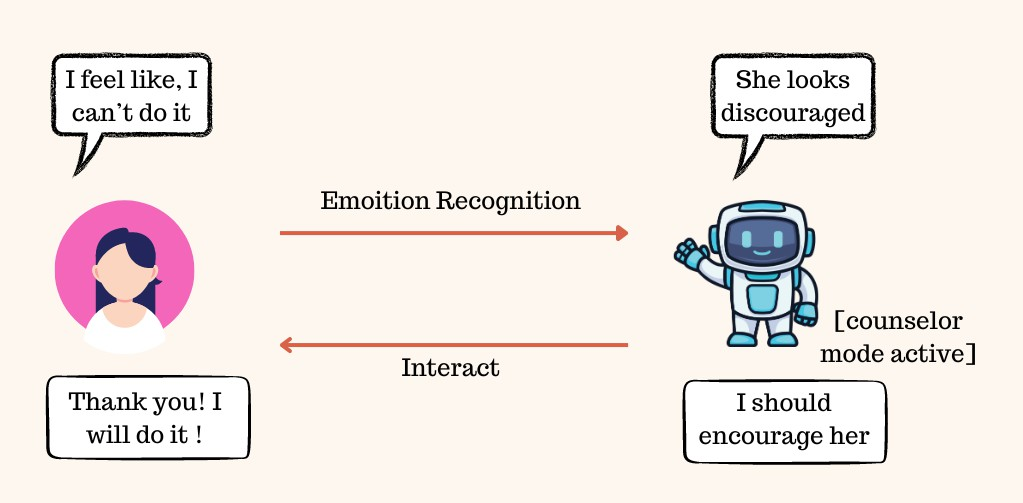 I feel like, I
can't do it
She looks
discouraged
Emoition Recognition
[counselor
mode active]
Interact
Thank you! I
will do it !
I should
encourage her